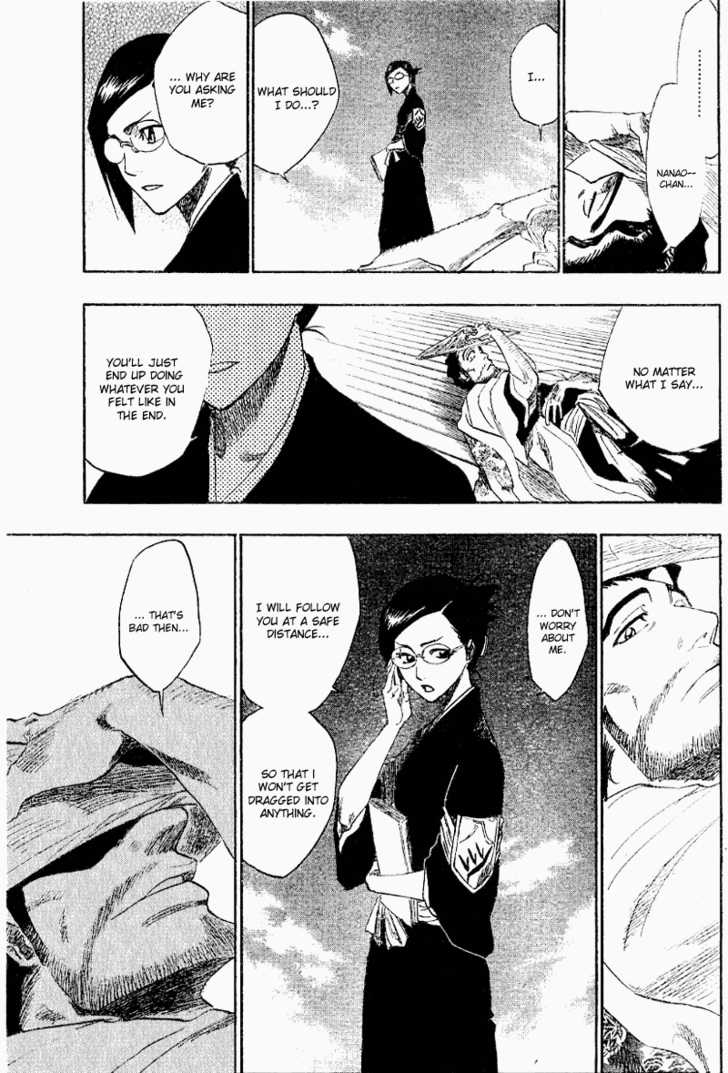 ............
NANAO--
CHAN...
I...
WHAT SHOULD
I DO...?
... WHY ARE
YOU ASKING
ME?
NO MATTER
WHAT I SAY...
YOU'LL JUST
END UP DOING
WHATEVER YOU
FELT LIKE IN
THE END.
... DON'T
WORRY
ABOUT
ME.
I WILL FOLLOW
YOU AT A SAFE
DISTANCE...
SO THAT I
WON'T GET
DRAGGED INTO
ANYTHING.
... THAT'S
BAD THEN...